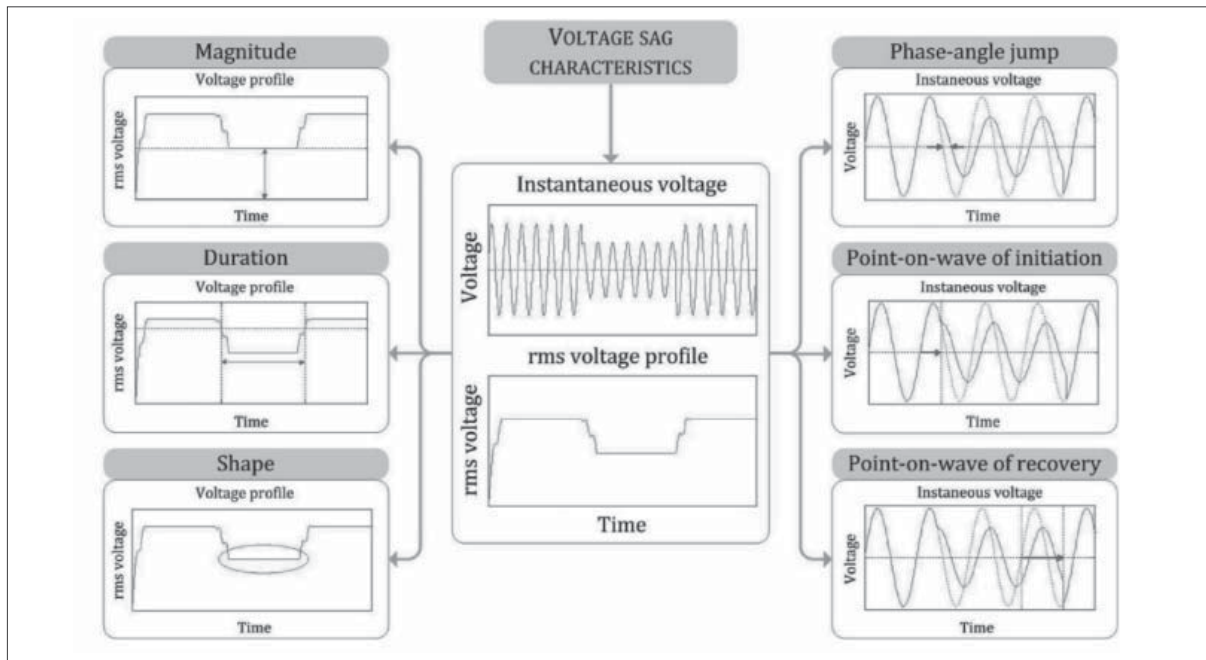 VOLTAGE SAG
CHARACTERISTICS
Magnitude
Voltage profile
rms voltage
Time
Duration
Voltage profile
rms voltage
Time
Shape
Voltage profile
rms voltage
Time
Instantaneous voltage
Voltage
rms voltage profile
rms voltage
Time
Phase-angle jump
Instaneous voltage
Voltage
Time
Point-on-wave of initiation
Instaneous voltage
Voltage
Time
Point-on-wave of recovery
Instaneous voltage
Voltage
Time